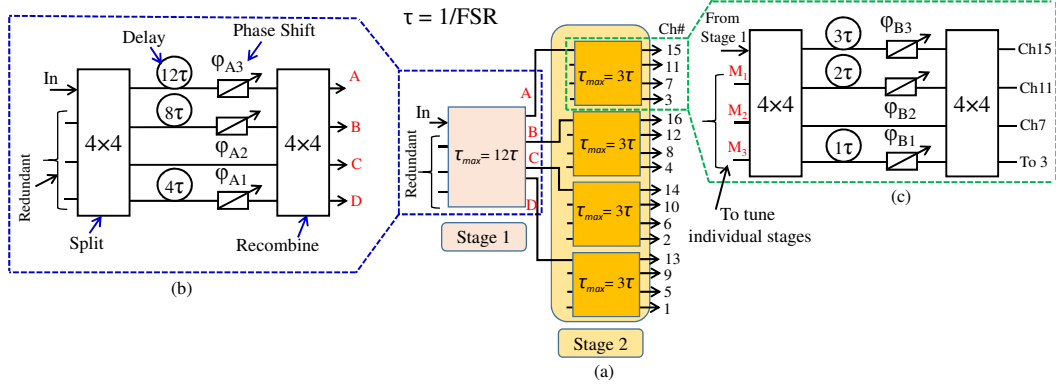 τ = 1/FSR
Delay
Phase Shift
In
12τ
φA3
8τ
4×4
φA2
4τ
φA1
4×4
A
B
C
D
Redundant
Split
Recombine
(b)
In
Redundant
τmax= 12τ
A
B
C
D
Stage 1
Ch#
τmax= 3τ
15
11
7
3
τmax= 3τ
16
12
8
4
τmax= 3τ
14
10
6
2
τmax= 3τ
13
9
5
1
Stage 2
(a)
From
Stage 1
M1
M2
M3
4×4
3τ
φB3
2τ
φB2
1τ
φB1
4×4
Ch15
Ch11
Ch7
To 3
To tune
individual stages
(c)